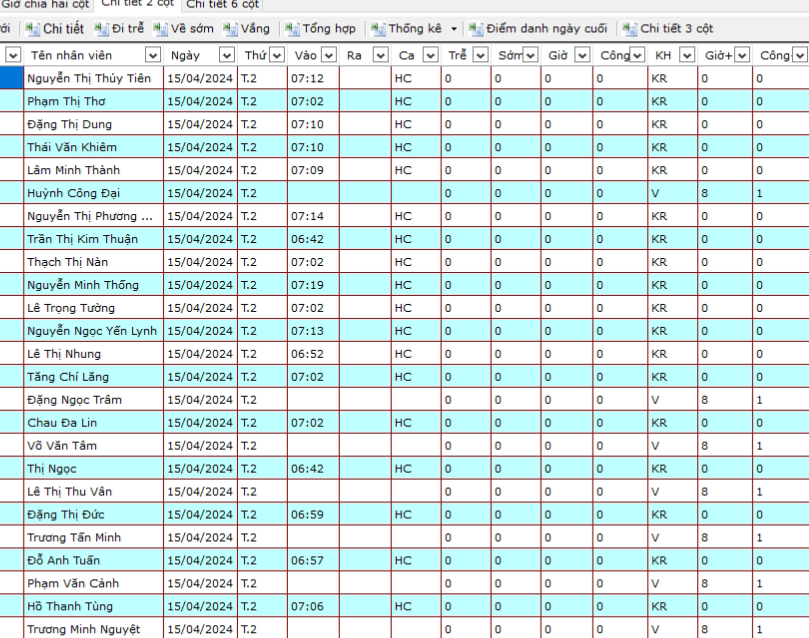 Giờ chia hai cột Chi tiết 2 cột Chi tiết 6 cột
ới Chi tiết Đi trễ Về sớm Vắng Tổng hợp Thống kê Điểm danh ngày cuối Chi tiết 3 cột
Tên nhân viên Ngày Thứ Vào Ra Ca Trễ Sớm Giờ Công KH Giờ+ Công
Nguyễn Thị Thúy Tiên 15/04/2024 T.2 07:12 HC 0 0 0 0 KR 0 0
Phạm Thị Thơ 15/04/2024 T.2 07:02 HC 0 0 0 0 KR 0 0
Đặng Thị Dung 15/04/2024 T.2 07:10 HC 0 0 0 0 KR 0 0
Thái Văn Khiêm 15/04/2024 T.2 07:10 HC 0 0 0 0 KR 0 0
Lâm Minh Thành 15/04/2024 T.2 07:09 HC 0 0 0 0 KR 0 0
Huỳnh Công Đại 15/04/2024 T.2 0 0 0 0 V 8 1
Nguyễn Thị Phương ... 15/04/2024 T.2 07:14 HC 0 0 0 0 KR 0 0
Trần Thị Kim Thuận 15/04/2024 T.2 06:42 HC 0 0 0 0 KR 0 0
Thạch Thị Nàn 15/04/2024 T.2 07:02 HC 0 0 0 0 KR 0 0
Nguyễn Minh Thống 15/04/2024 T.2 07:19 HC 0 0 0 0 KR 0 0
Lê Trọng Tường 15/04/2024 T.2 07:02 HC 0 0 0 0 KR 0 0
Nguyễn Ngọc Yến Lynh 15/04/2024 T.2 07:13 HC 0 0 0 0 KR 0 0
Lê Thị Nhung 15/04/2024 T.2 06:52 HC 0 0 0 0 KR 0 0
Tăng Chí Lăng 15/04/2024 T.2 07:02 HC 0 0 0 0 KR 0 0
Đặng Ngọc Trâm 15/04/2024 T.2 0 0 0 0 V 8 1
Chau Đa Lin 15/04/2024 T.2 07:02 HC 0 0 0 0 KR 0 0
Võ Văn Tâm 15/04/2024 T.2 0 0 0 0 V 8 1
Thị Ngọc 15/04/2024 T.2 06:42 HC 0 0 0 0 KR 0 0
Lê Thị Thu Vân 15/04/2024 T.2 0 0 0 0 V 8 1
Đặng Thị Đức 15/04/2024 T.2 06:59 HC 0 0 0 0 KR 0 0
Trương Tấn Minh 15/04/2024 T.2 0 0 0 0 V 8 1
Đỗ Anh Tuấn 15/04/2024 T.2 06:57 HC 0 0 0 0 KR 0 0
Phạm Văn Cảnh 15/04/2024 T.2 0 0 0 0 V 8 1
Hồ Thanh Tùng 15/04/2024 T.2 07:06 HC 0 0 0 0 KR 0 0
Trương Minh Nguyệt 15/04/2024 T.2 0 0 0 0 V 8 1